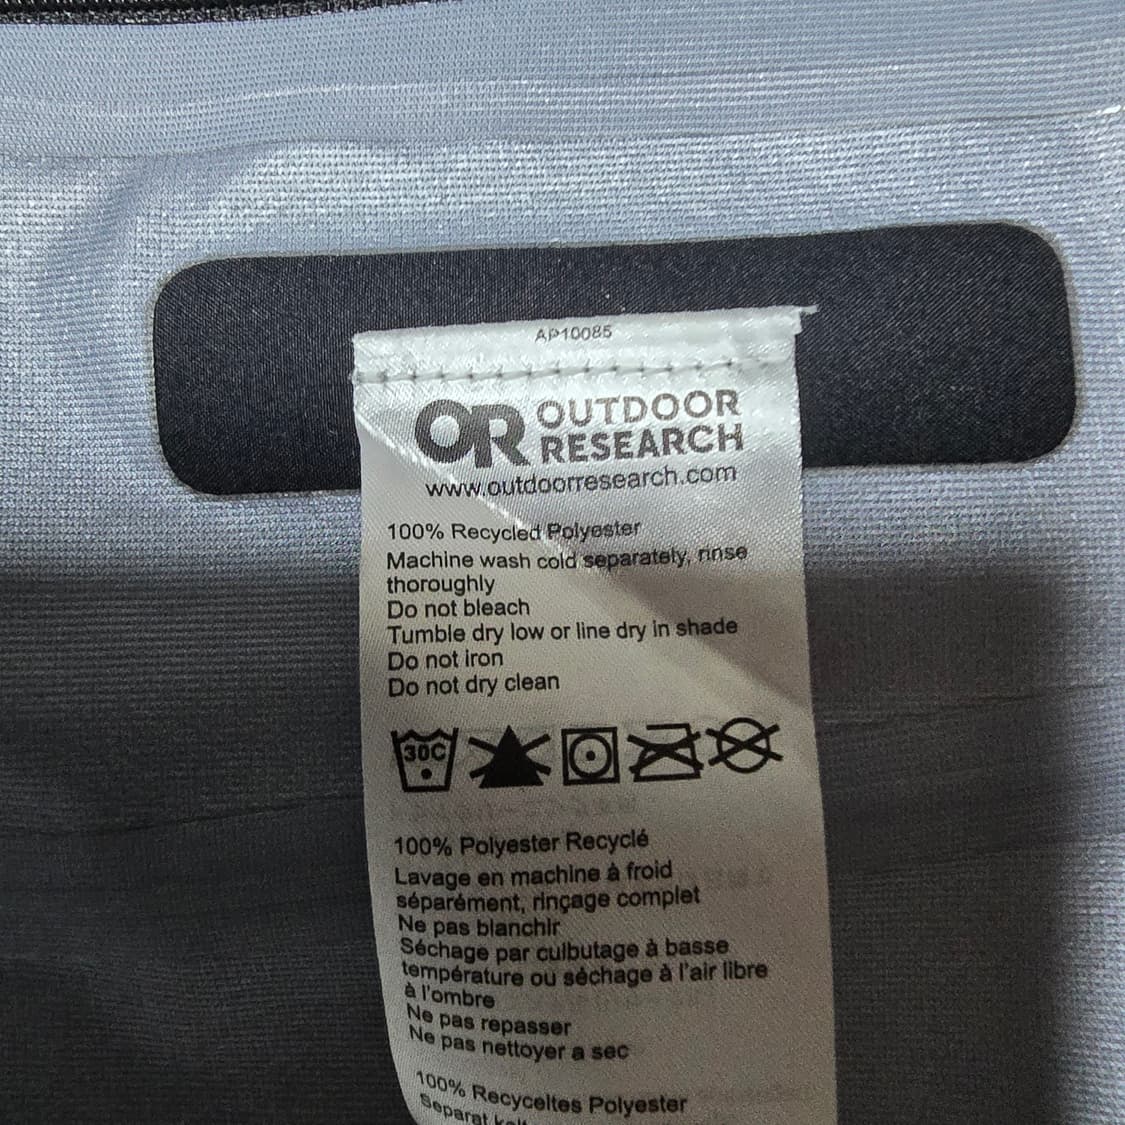 AP10085
OR OUTDOOR
RESEARCH
www.outdoorresearch.com
100% Recycled Polyester
Machine wash cold separately, rinse
thoroughly
Do not bleach
Tumble dry low or line dry in shade
Do not iron
Do not dry clean
30C
100% Polyester Recyclé
Lavage en machine à froid
séparément, rinçage complet
Ne pas blanchir
Séchage par culbutage à basse
température ou séchage à l'air libre
à l'ombre
Ne pas repasser
Ne pas nettoyer a sec
100% Recyceltes Polyester
Separat